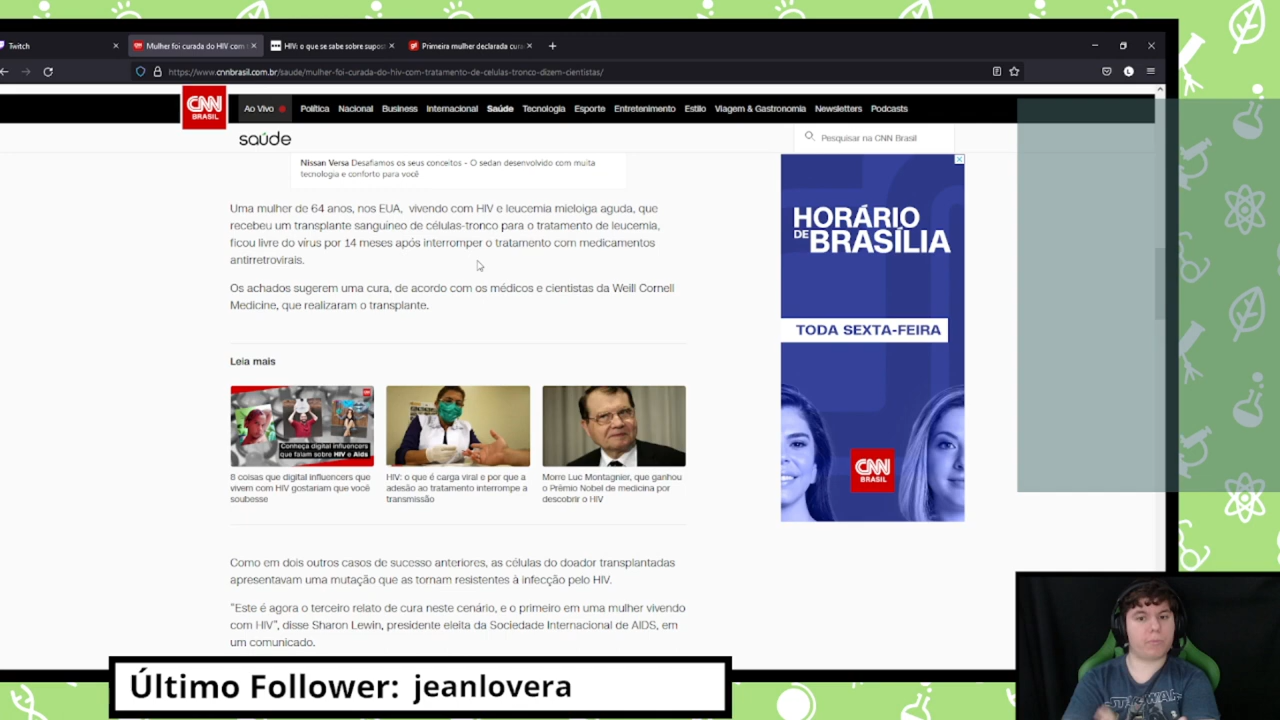 Twitch
Mulher foi curada do HIV com
HIV: o que se sabe sobre supos
Primeira mulher declarada cura
https://www.cnnbrasil.com.br/saude/mulher-foi-curada-do-hiv-com-tratamento-de-celulas-tronco-dizem-cientistas/
CNN
BRASIL
Ao Vivo
Política
Nacional
Business
Internacional
Saúde
Tecnologia
Esporte
Entretenimento
Estilo
Viagem & Gastronomia
Newsletters
Podcasts
saúde
Pesquisar na CNN Brasil
Nissan Versa Desafiamos os seus conceitos - O sedan desenvolvido com muita
tecnologia e conforto para você
Uma mulher de 64 anos, nos EUA, vivendo com HIV e leucemia mieloiga aguda, que
recebeu um transplante sanguíneo de células-tronco para o tratamento de leucemia,
ficou livre do vírus por 14 meses após interromper o tratamento com medicamentos
antirretrovirais.
Os achados sugerem uma cura, de acordo com os médicos e cientistas da Weill Cornell
Medicine, que realizaram o transplante.
HORÁRIO
DE BRASÍLIA
TODA SEXTA-FEIRA
CNN
BRASIL
Leia mais
Conheça digital influencers
que falam sobre HIV e Aids
8 coisas que digital influencers que
vivem com HIV gostariam que você
soubesse
HIV: o que é carga viral e por que a
adesão ao tratamento interrompe a
transmissão
Morre Luc Montagnier, que ganhou
o Prêmio Nobel de medicina por
descobrir o HIV
Como em dois outros casos de sucesso anteriores, as células do doador transplantadas
apresentavam uma mutação que as tornam resistentes à infecção pelo HIV.
"Este é agora o terceiro relato de cura neste cenário, e o primeiro em uma mulher vivendo
com HIV", disse Sharon Lewin, presidente eleita da Sociedade Internacional de AIDS, em
um comunicado.
Último Follower: jeanlovera
STAR WARS